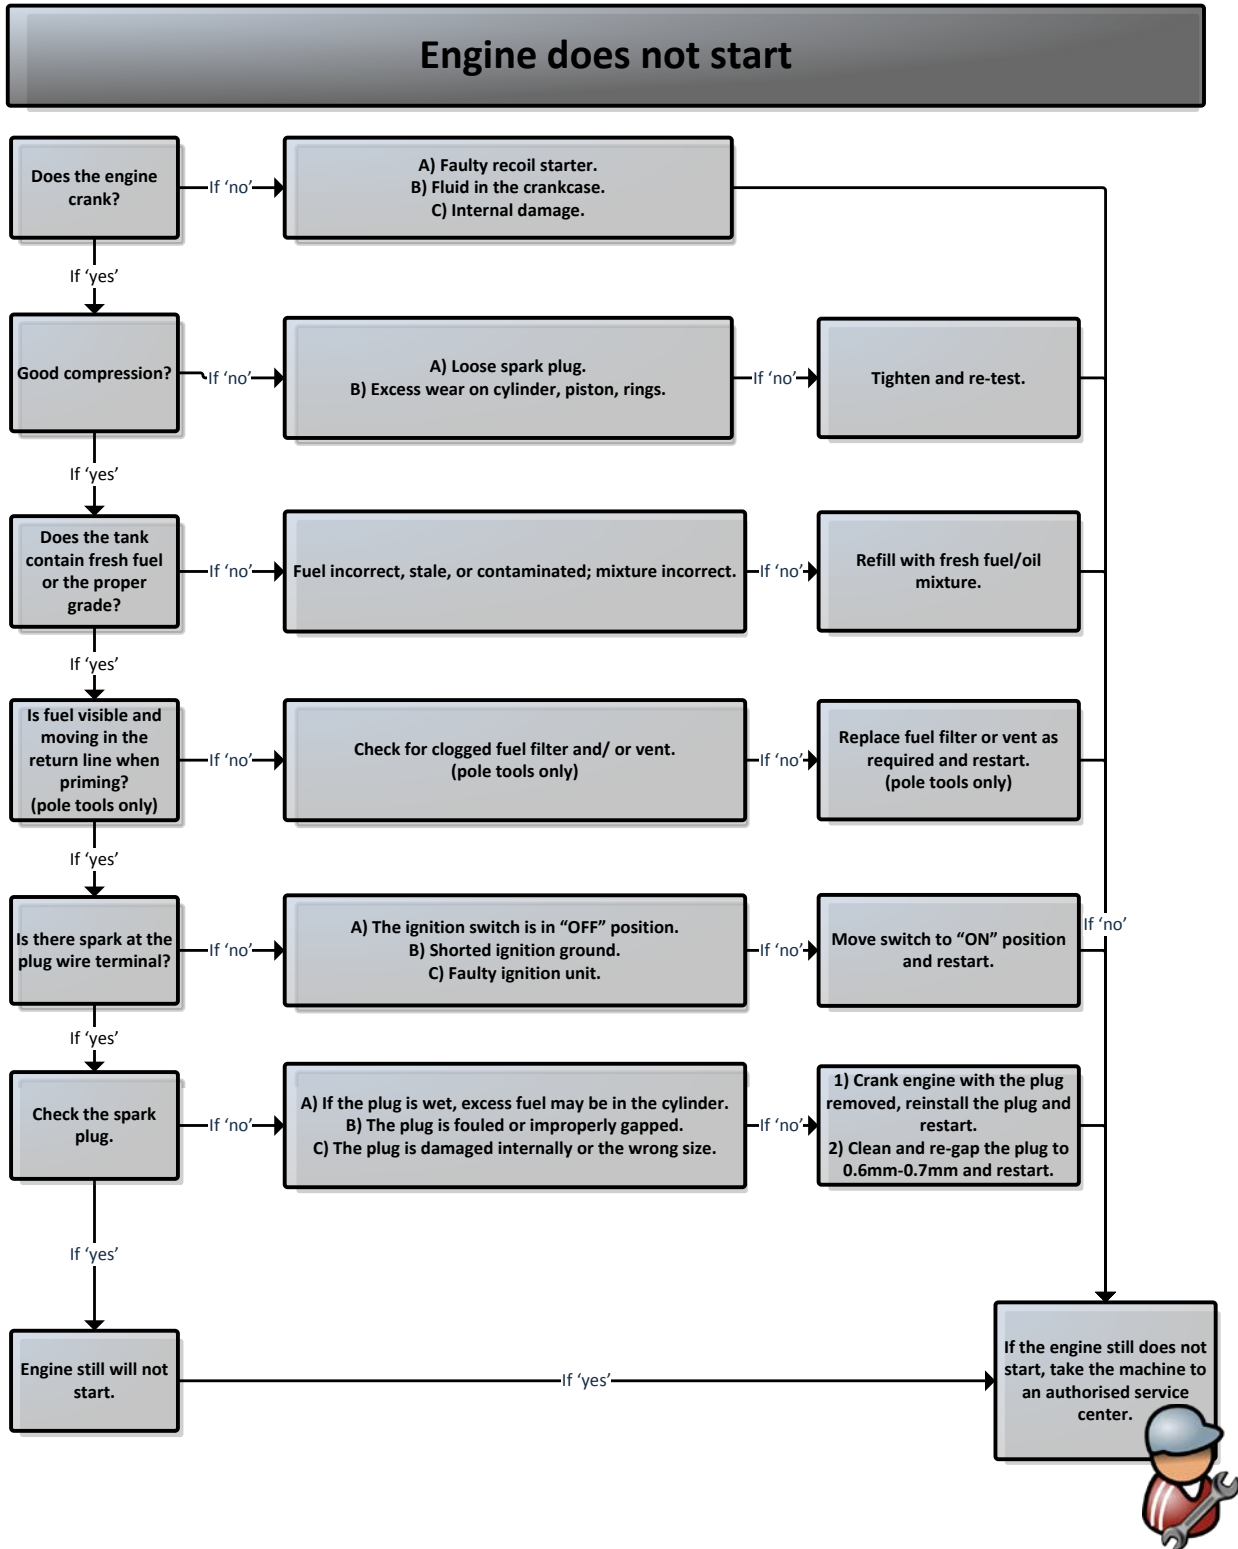 Engine does not start
Does the engine
crank?
If 'no'
A) Faulty recoil starter.
B) Fluid in the crankcase.
C) Internal damage.
If 'yes'
Good compression?
If 'no'
A) Loose spark plug.
B) Excess wear on cylinder, piston, rings.
If 'no'
Tighten and re-test.
If 'yes'
Does the tank
contain fresh fuel
or the proper
grade?
If 'no'
Fuel incorrect, stale, or contaminated; mixture incorrect.
If 'no'
Refill with fresh fuel/oil
mixture.
If 'yes'
Is fuel visible and
moving in the
return line when
priming?
(pole tools only)
If 'no'
Check for clogged fuel filter and/ or vent.
(pole tools only)
If 'no'
Replace fuel filter or vent as
required and restart.
(pole tools only)
If 'yes'
Is there spark at the
plug wire terminal?
If 'no'
A) The ignition switch is in “OFF” position.
B) Shorted ignition ground.
C) Faulty ignition unit.
If 'no'
Move switch to “ON” position
and restart.
If 'no'
If 'yes'
Check the spark
plug.
If 'no'
A) If the plug is wet, excess fuel may be in the cylinder.
B) The plug is fouled or improperly gapped.
C) The plug is damaged internally or the wrong size.
If 'no'
1) Crank engine with the plug
removed, reinstall the plug and
restart.
2) Clean and re-gap the plug to
0.6mm-0.7mm and restart.
If 'yes'
Engine still will not
start.
If 'yes'
If the engine still does not
start, take the machine to
an authorised service
center.